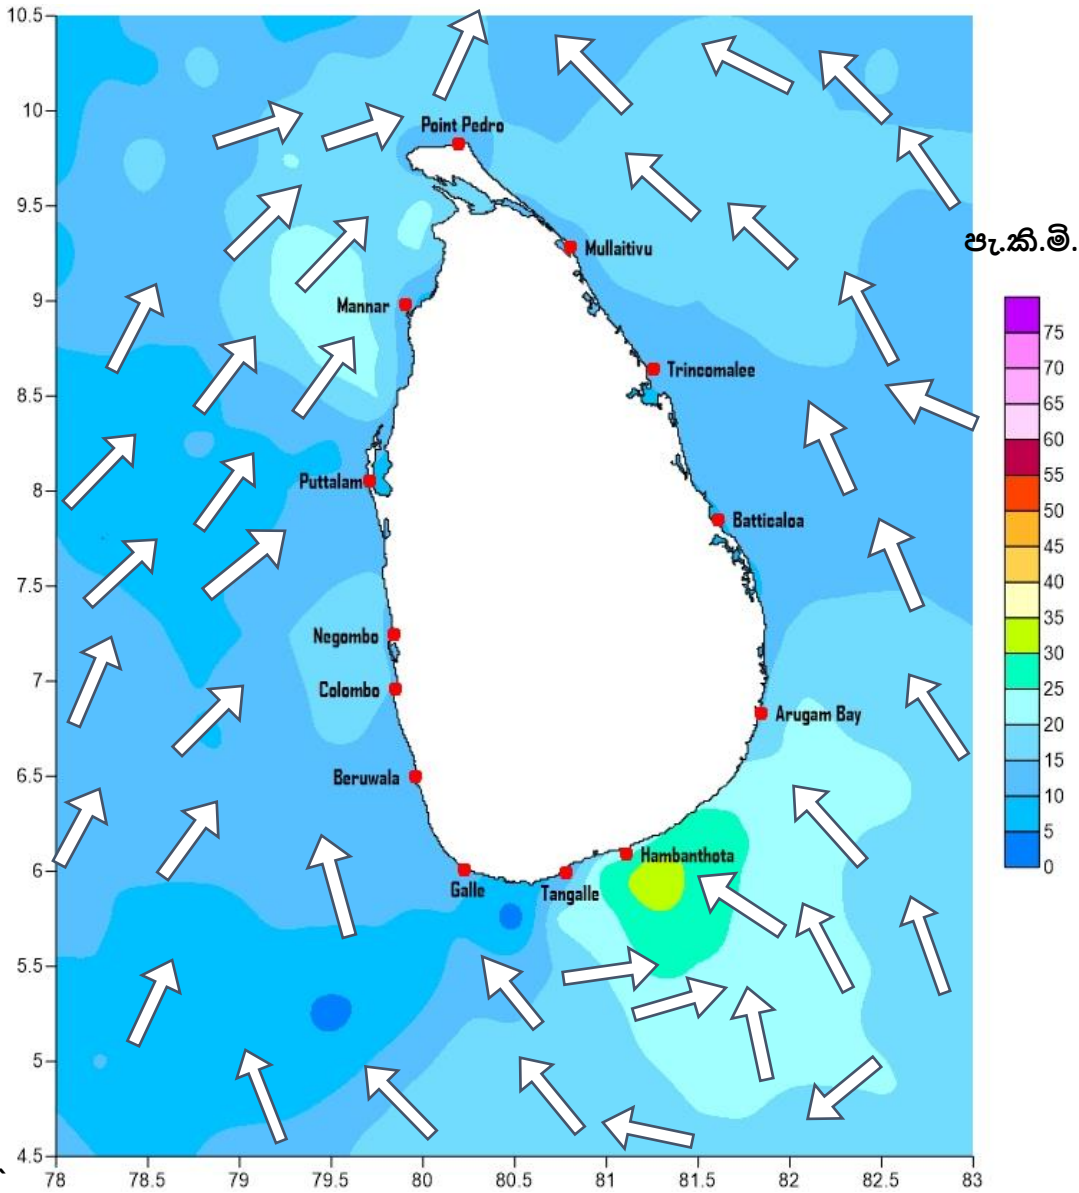 10.5
Point Pedro
10
9.5
පැ.කි.මි.
Mullaitivu
9
Mannar
75
70
Trincomalee
65
8.5
60
55
Puttalam
8
50
Batticaloa
45
40
7.5
35
Negombo
30
7
Colombo
25
Arugam Bay
20
15
6.5
Beruwala
10
5
Hambanthota
6
0
Galle
Tangalle
5.5
5
4.5
78 78.5 79 79.5 80 80.5 81 81.5 82 82.5 83